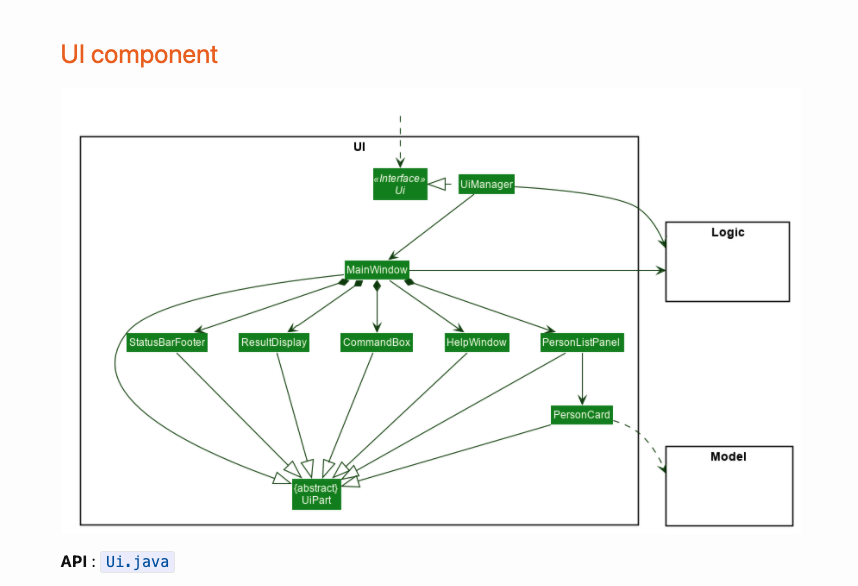 UI component
UI
«Interface»
Ui
UiManager
Logic
MainWindow
StatusBarFooter
ResultDisplay
CommandBox
HelpWindow
PersonListPanel
PersonCard
Model
{abstract}
UiPart
API : Ui.java